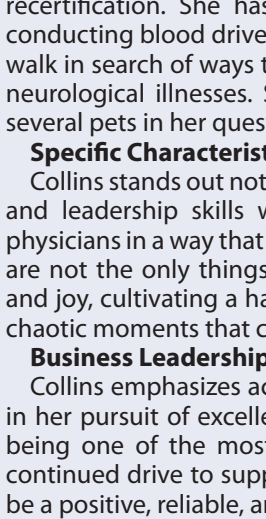 recertification. She has
conducting blood drive
walk in search of ways t
neurological illnesses. S
several pets in her ques
Specific Characterist
Collins stands out not
and leadership skills w
physicians in a way that
are not the only things
and joy, cultivating a ha
chaotic moments that c
Business Leadership
Collins emphasizes ac
in her pursuit of excelle
being one of the most
continued drive to supp
be a positive, reliable, an